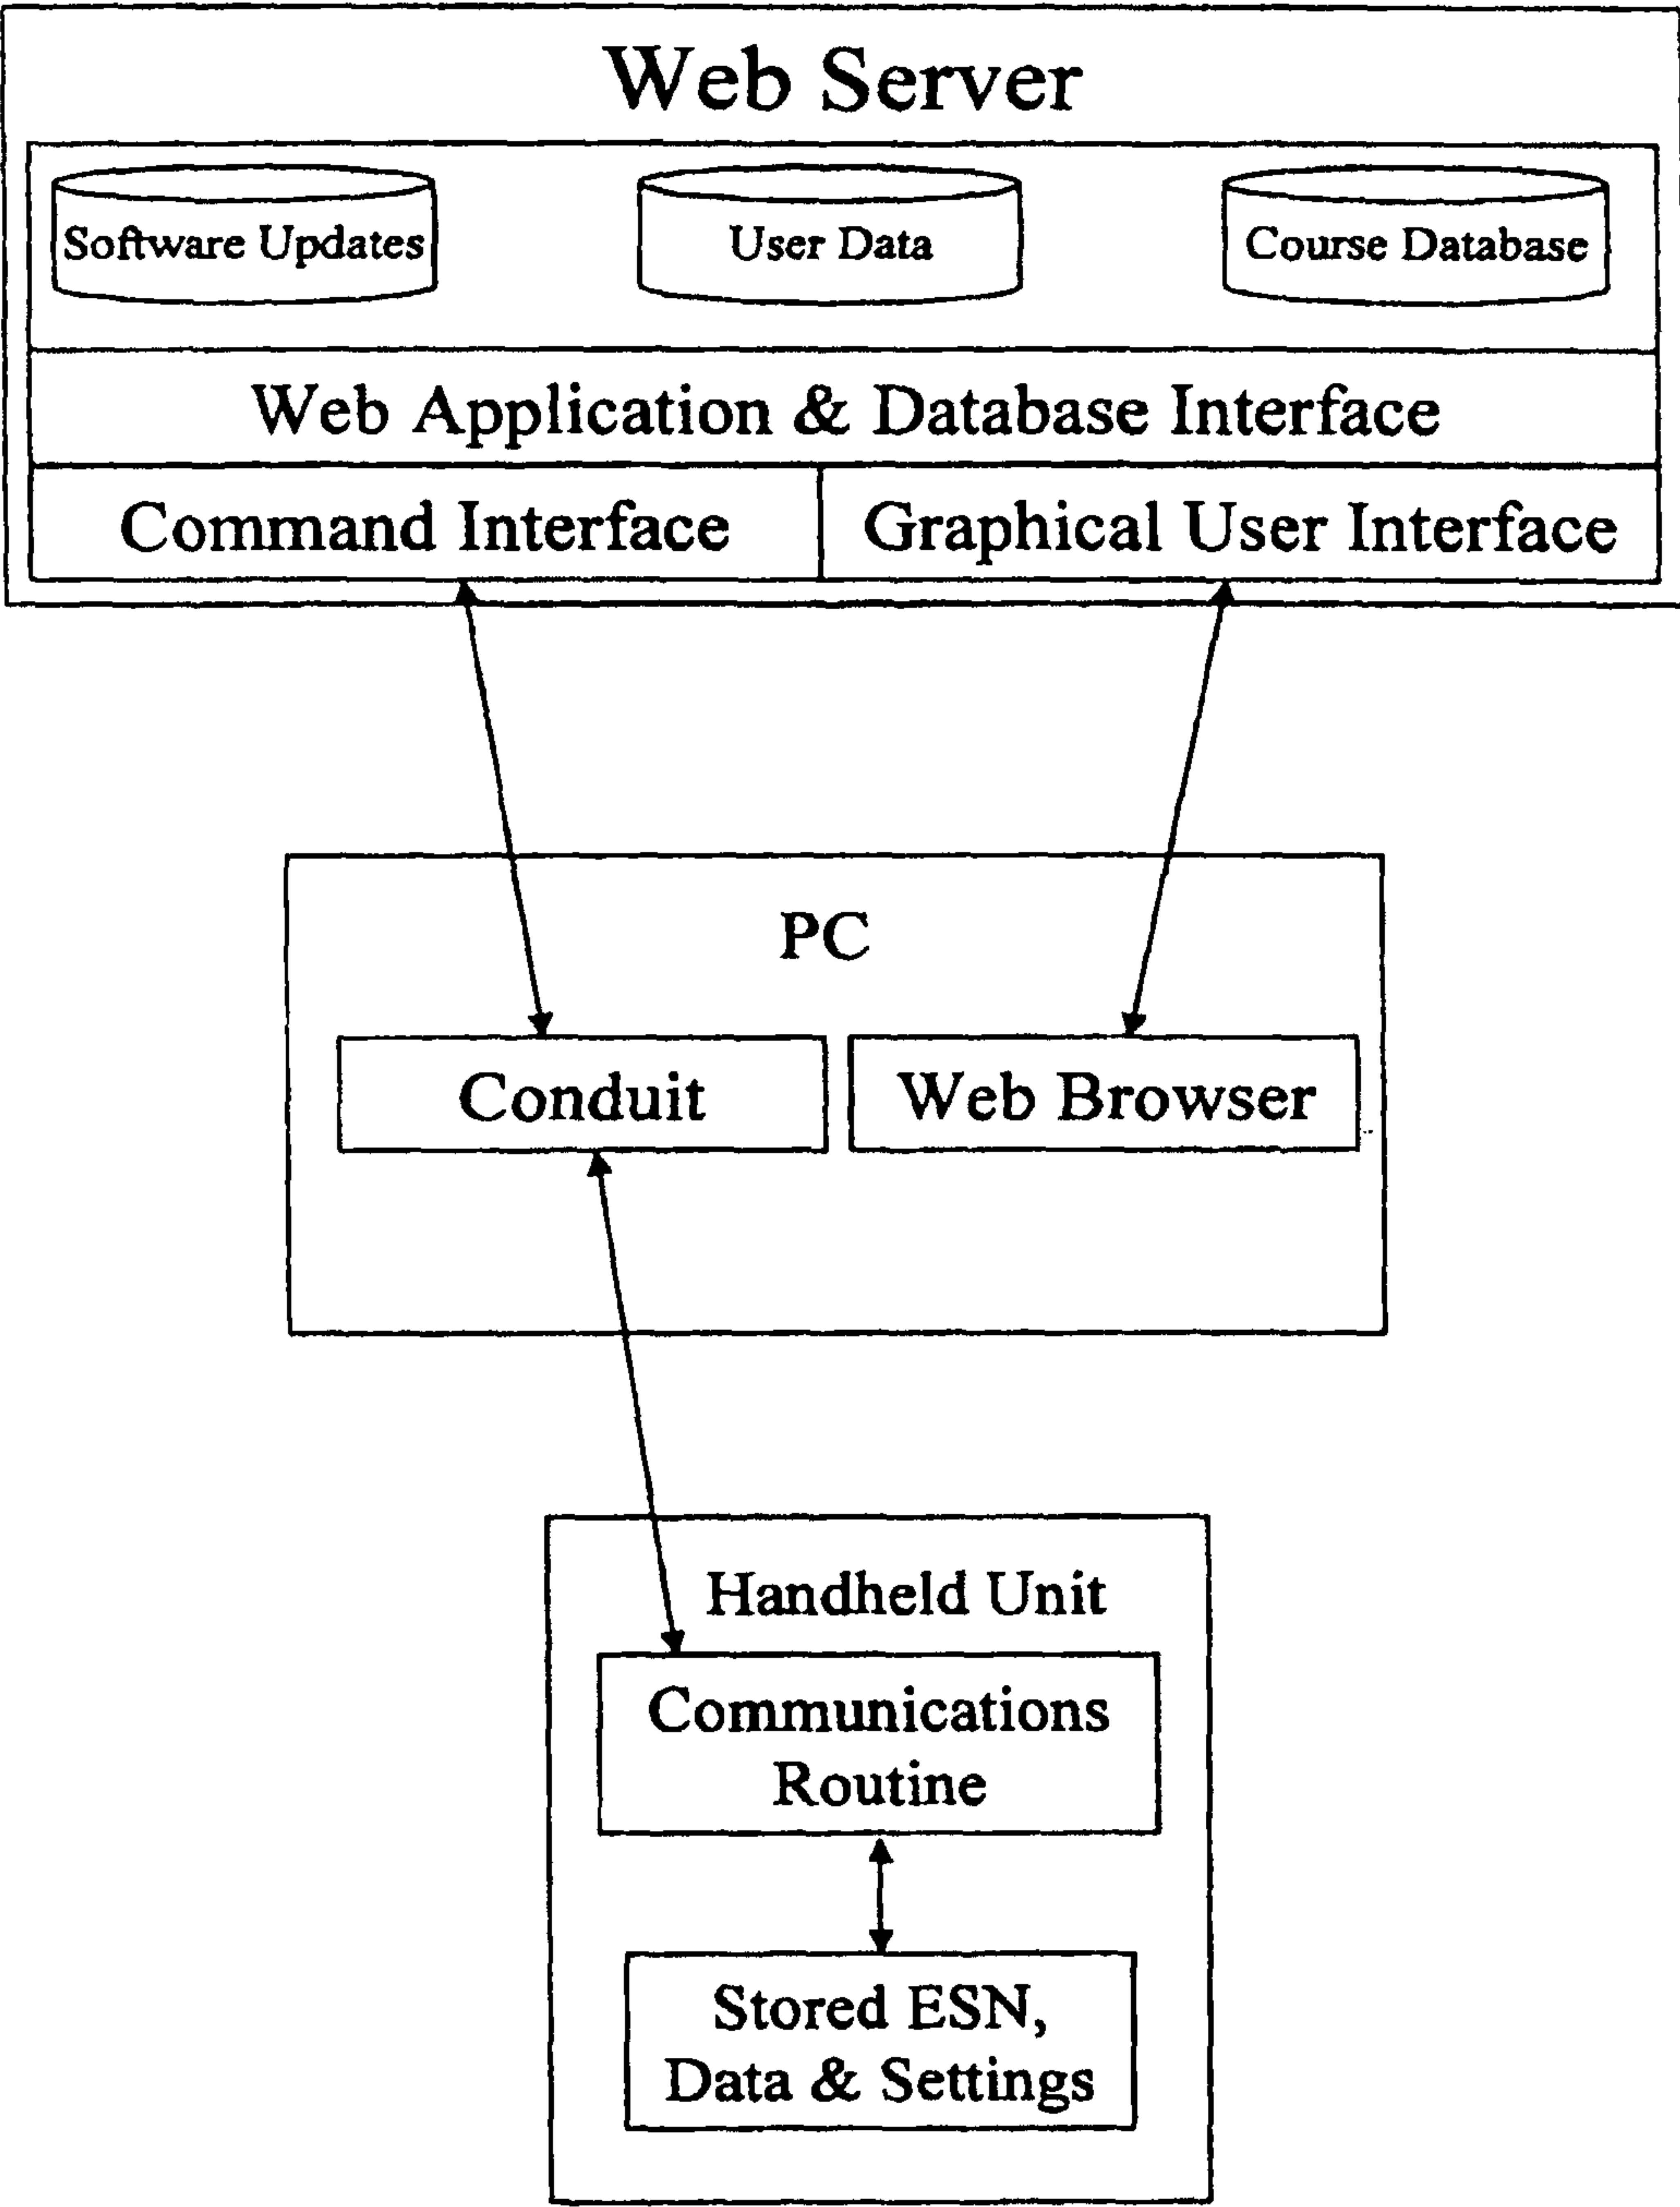 Web Server
Software Updates
User Data
Course Database
Web Application & Database Interface
Command Interface
Graphical User Interface
PC
Conduit
Web Browser
Handheld Unit
Communications
Routine
Stored ESN,
Data & Settings